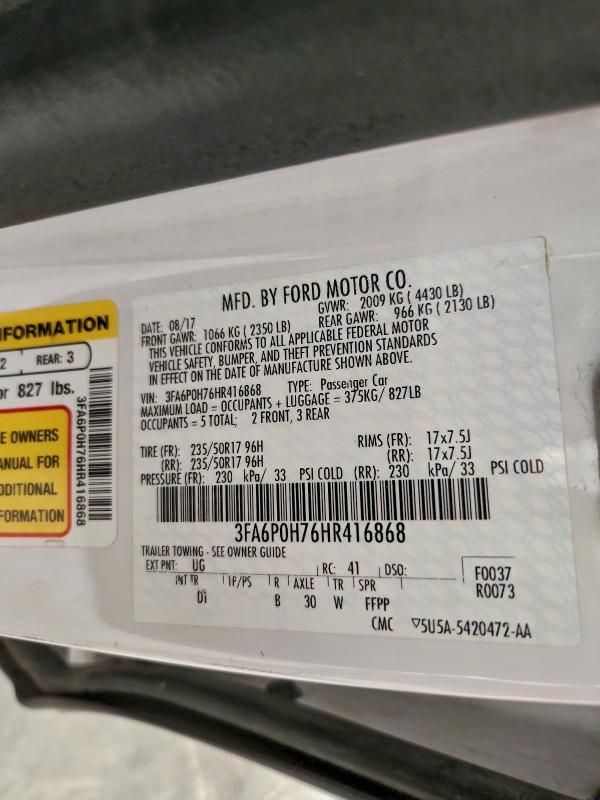 MFD. BY FORD MOTOR CO.
DATE: 08/17 GVWR: 2009 KG ( 4430 LB)
FRONT GAWR: 1066 KG ( 2350 LB) REAR GAWR: 966 KG ( 2130 LB)
THIS VEHICLE CONFORMS TO ALL APPLICABLE FEDERAL MOTOR
VEHICLE SAFETY, BUMPER, AND THEFT PREVENTION STANDARDS
IN EFFECT ON THE DATE OF MANUFACTURE SHOWN ABOVE.
VIN: 3FA6P0H76HR416868 TYPE: Passenger Car
MAXIMUM LOAD = OCCUPANTS + LUGGAGE = 375KG/ 827LB
OCCUPANTS = 5 TOTAL; 2 FRONT, 3 REAR
TIRE (FR): 235/50R17 96H RIMS (FR): 17x7.5J
(RR): 235/50R17 96H (RR): 17x7.5J
PRESSURE (FR): 230 kPa/ 33 PSI COLD (RR): 230 kPa/ 33 PSI COLD
3FA6P0H76HR416868
TRAILER TOWING - SEE OWNER GUIDE
EXT PNT: UG RC: 41 DSO: F0037
INT TR TP/PS R AXLE TR SPR R0073
DI B 30 W FFPP
CMC ▽5U5A-5420472-AA
NFORMATION
2 REAR: 3
or 827 lbs.
E OWNERS
ANUAL FOR
DDITIONAL
FORMATION
3FA6P0H76HR416868